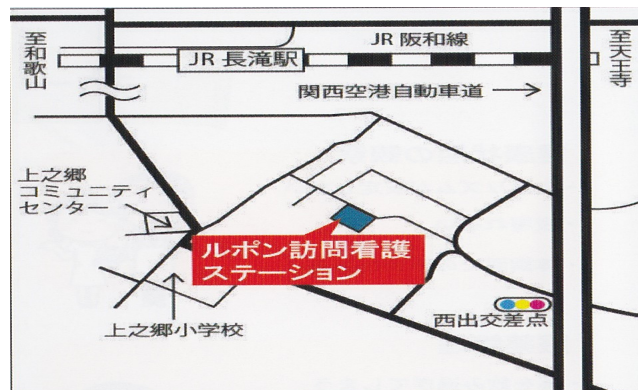 至和歌山
JR 阪和線
至天王寺
JR 長滝駅
関西空港自動車道
上之郷
コミュニティ
センター
ルポン訪問看護
ステーション
西出交差点
上之郷小学校